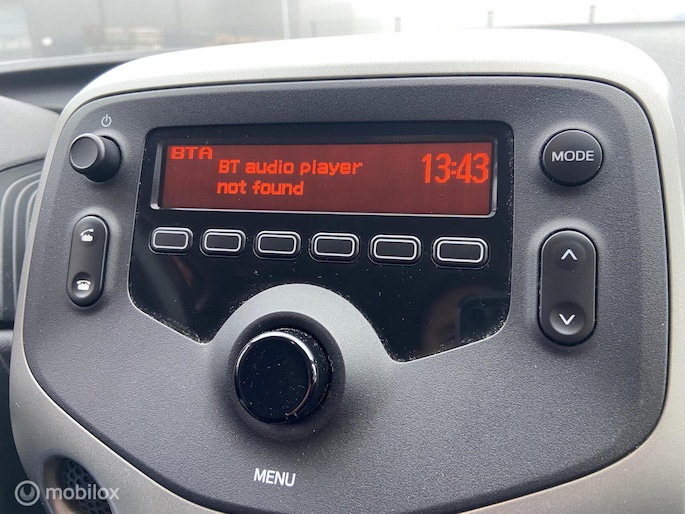 BTA
BT audio player
not found
13:43
MODE
MENU
mobilox